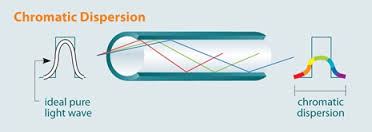 Chromatic Dispersion
ideal pure
light wave
chromatic
dispersion